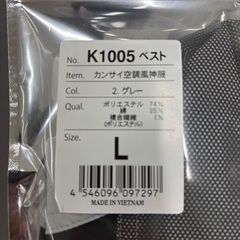 No. K1005 ベスト
Item. カンサイ空調風神服
Col. 2. グレー
Qual. ポリエステル 74%
綿 25%
複合繊維 1%
(ポリエステル)
Size.
L
4 546096 097297
MADE IN VIETNAM